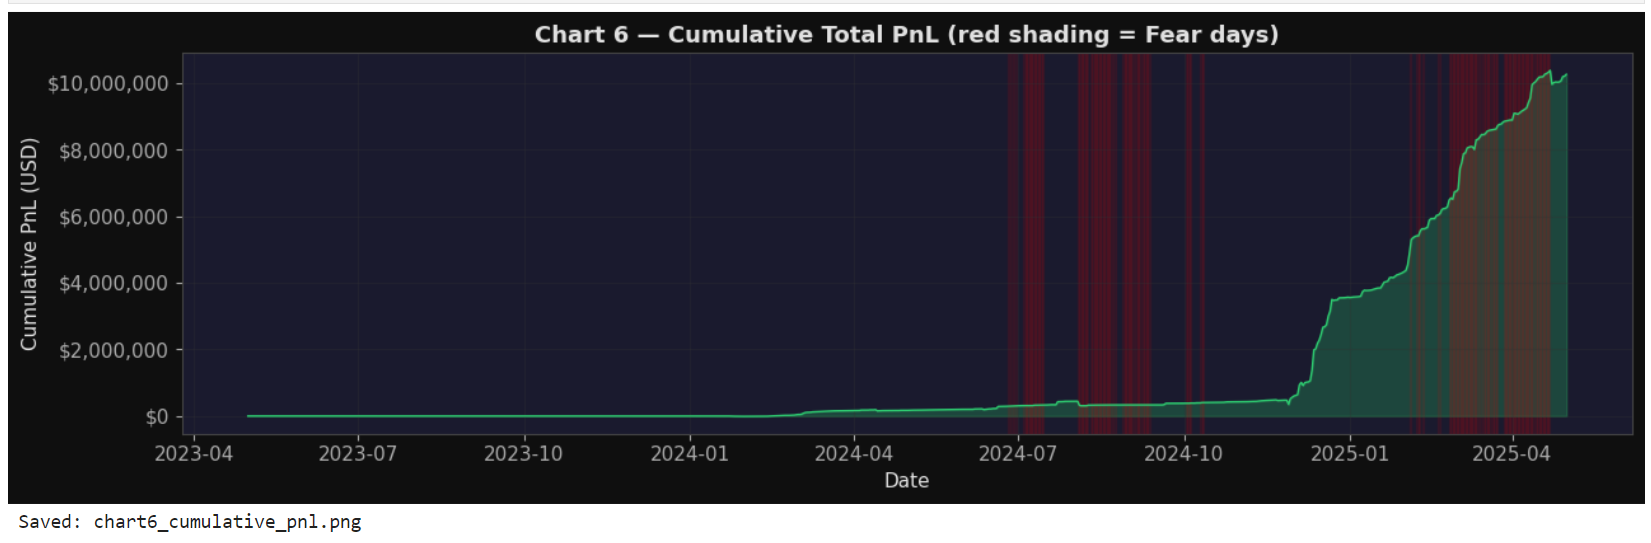 Chart 6 — Cumulative Total PnL (red shading = Fear days)
Cumulative PnL (USD)
$10,000,000
$8,000,000
$6,000,000
$4,000,000
$2,000,000
$0
2023-04 2023-07 2023-10 2024-01 2024-04 2024-07 2024-10 2025-01 2025-04
Date
Saved: chart6_cumulative_pnl.png